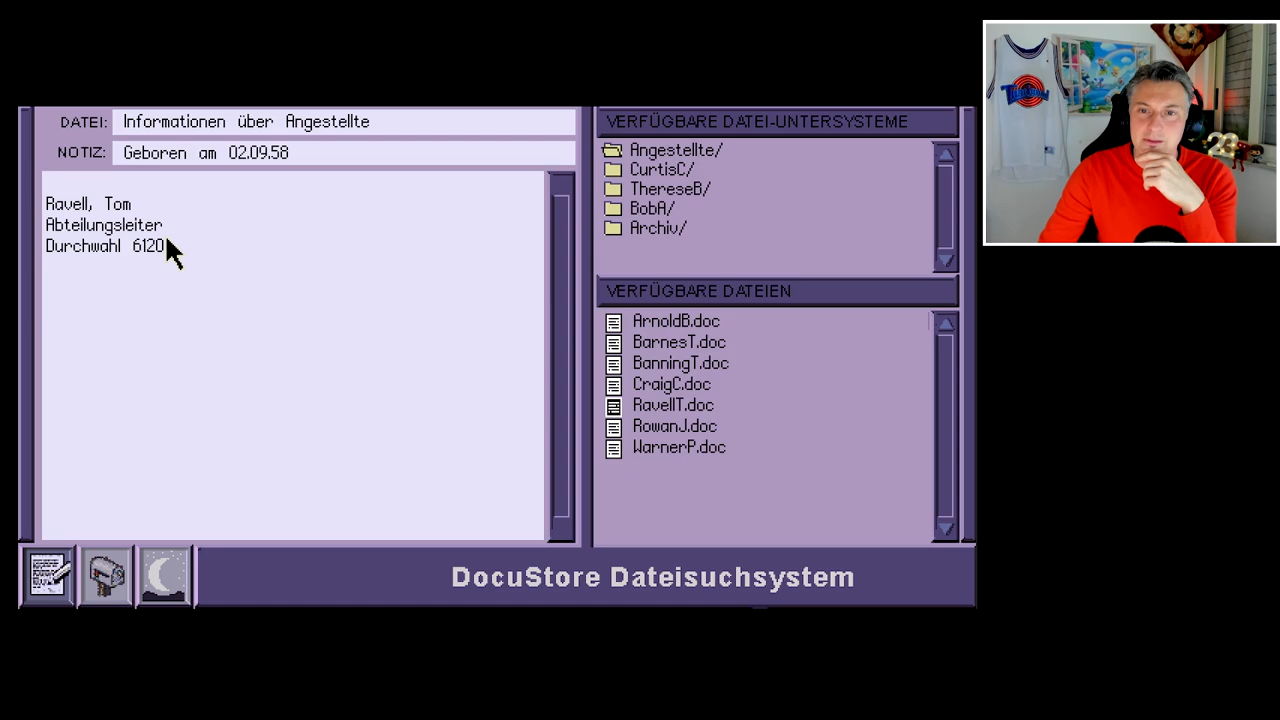 DATEI: Informationen über Angestellte
NOTIZ: Geboren am 02.09.58
Ravell, Tom
Abteilungsleiter
Durchwahl 6120
VERFÜGBARE DATEI-UNTERSYSTEME
Angestellte/
CurtisC/
ThereseB/
BobA/
Archiv/
VERFÜGBARE DATEIEN
ArnoldB.doc
BarnesT.doc
BanningT.doc
CraigC.doc
RavellT.doc
RowanJ.doc
WarnerP.doc
DocuStore Dateisuchsystem
23